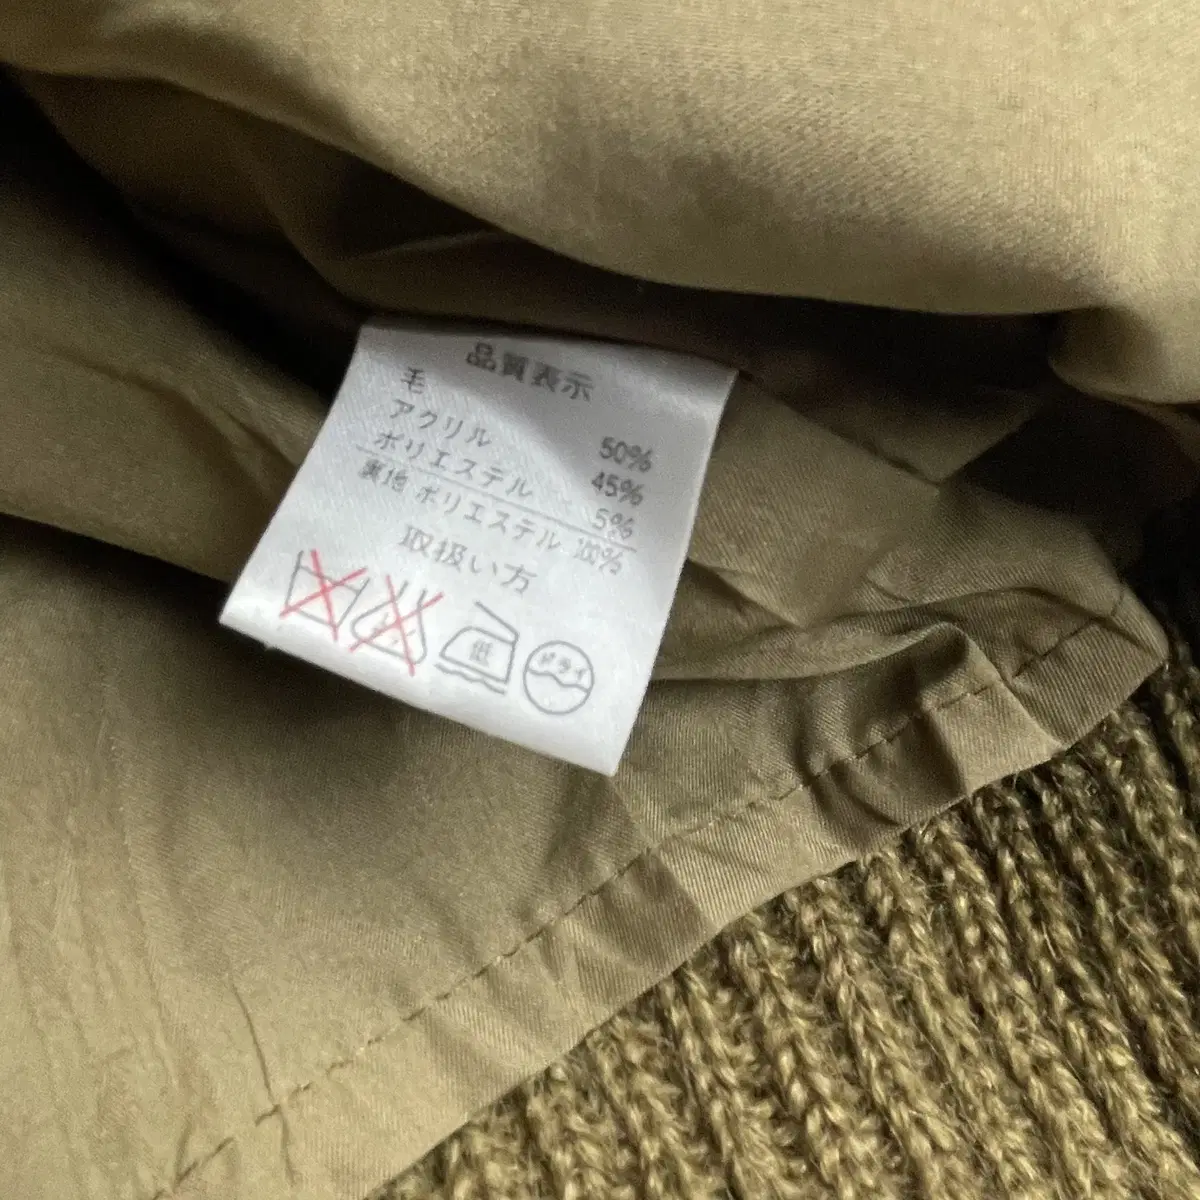 品質表示
毛 50%
アクリル 45%
ポリエステル 5%
裏地 ポリエステル 100%
取扱い方
低
ドライ